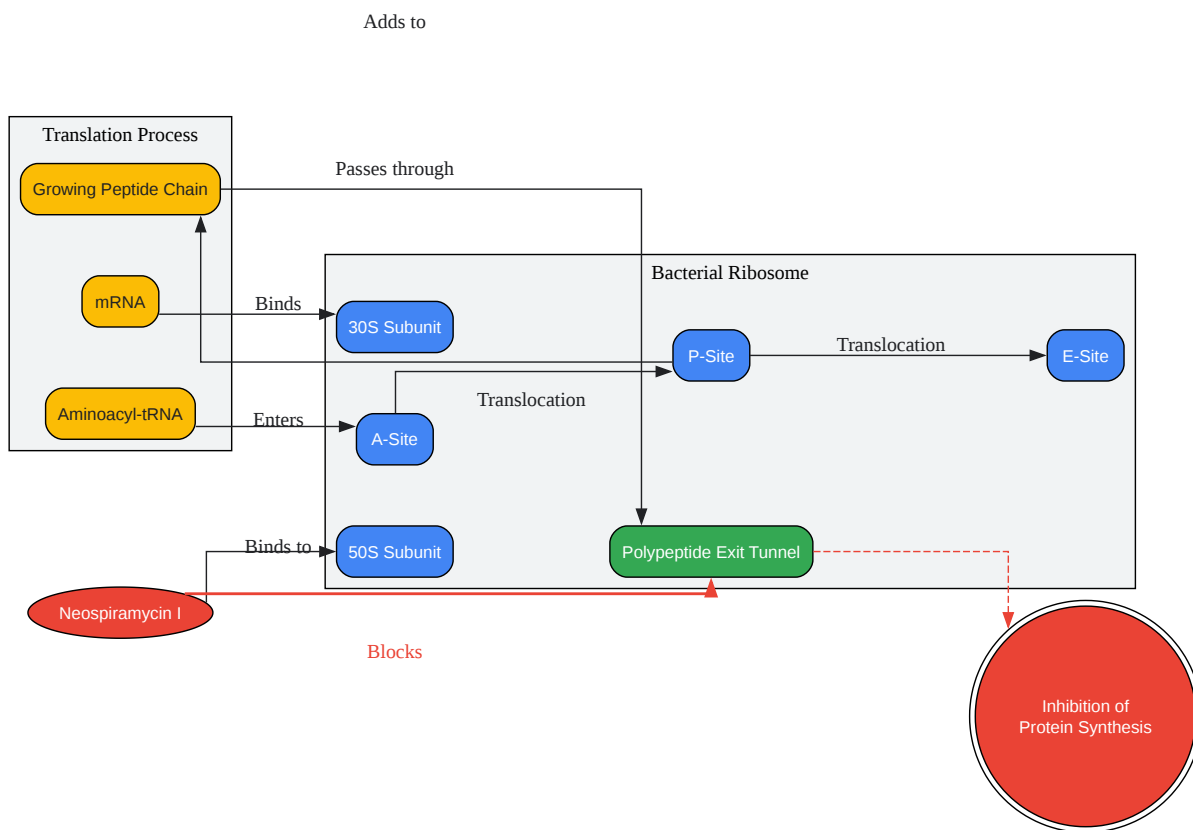 Adds to
Translation Process
Growing Peptide Chain
Passes through
Bacterial Ribosome
mRNA
Binds
30S Subunit
P-Site
Translocation
E-Site
Translocation
Aminoacyl-tRNA
Enters
A-Site
Binds to
50S Subunit
Polypeptide Exit Tunnel
Neospiramycin I
Blocks
Inhibition of
Protein Synthesis